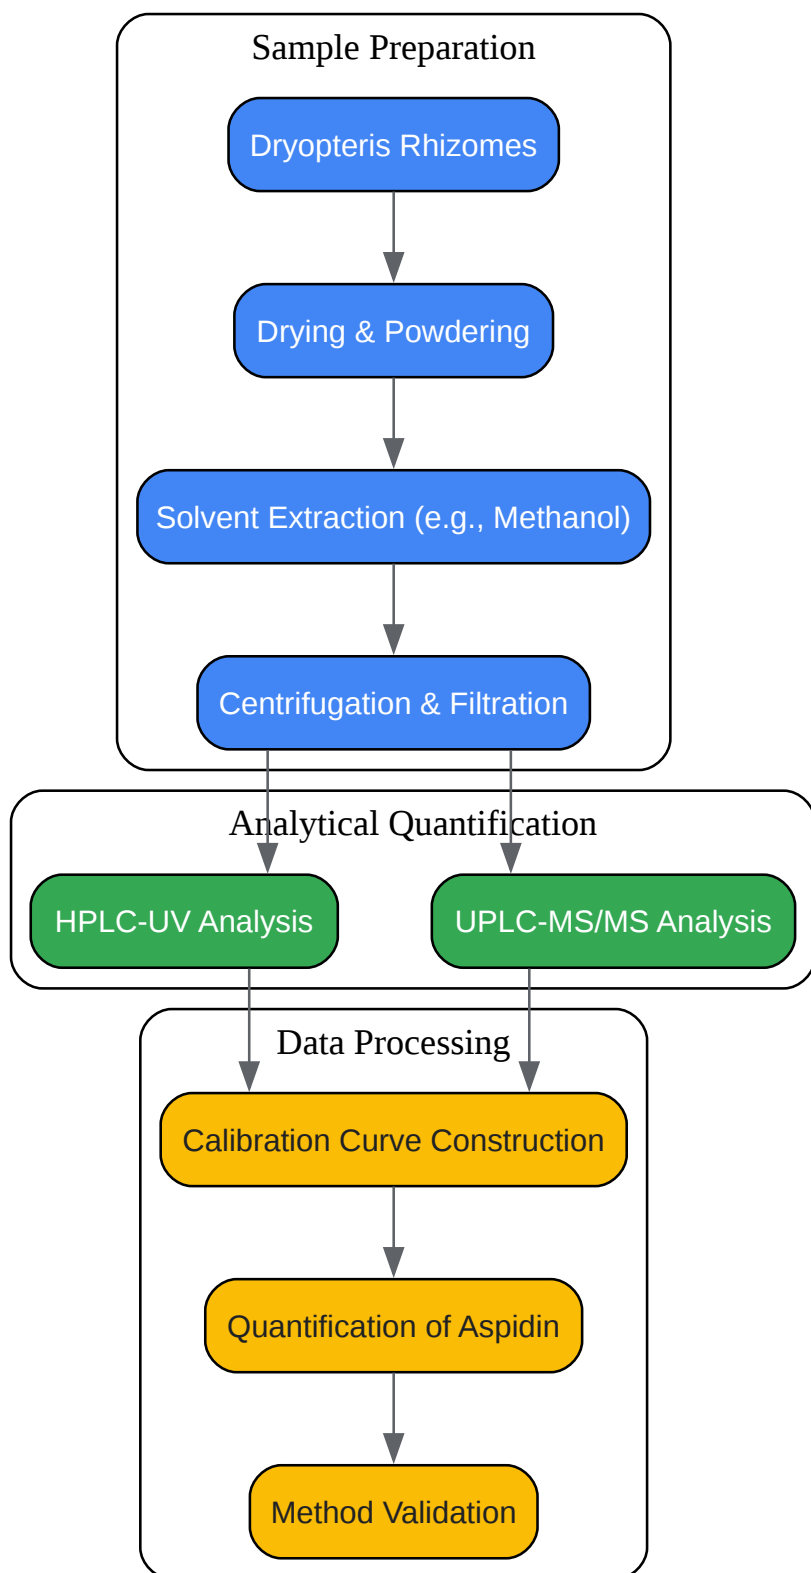 Sample Preparation
Dryopteris Rhizomes
Drying & Powdering
Solvent Extraction (e.g., Methanol)
Centrifugation & Filtration
Analytical Quantification
HPLC-UV Analysis
UPLC-MS/MS Analysis
Data Processing
Calibration Curve Construction
Quantification of Aspidin
Method Validation